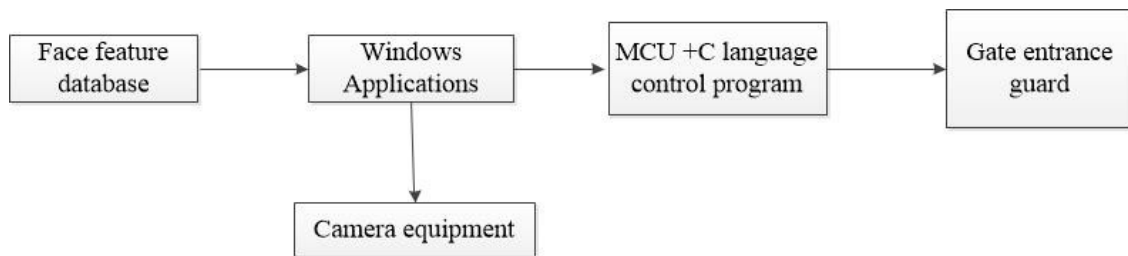 Face feature
database
Windows
Applications
MCU +C language
control program
Gate entrance
guard
Camera equipment